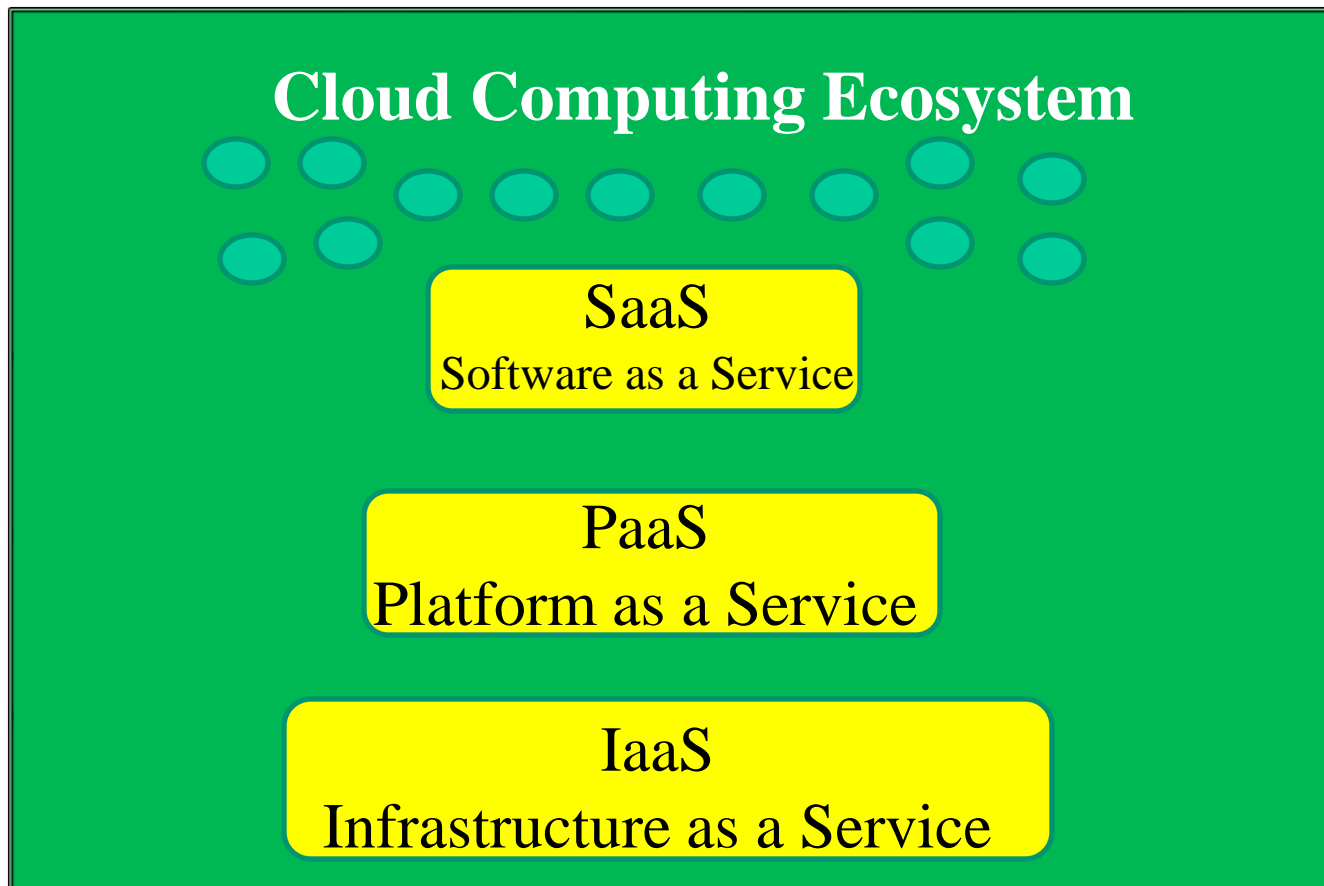 Cloud Computing Ecosystem
SaaS
Software as a Service
PaaS
Platform as a Service
IaaS
Infrastructure as a Service